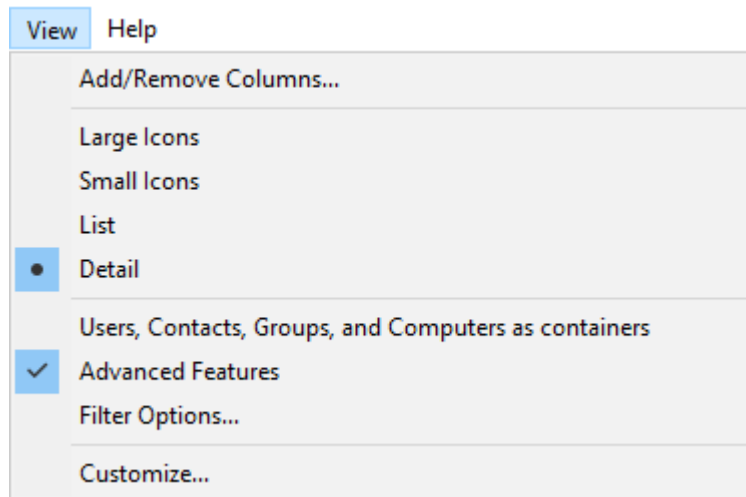 View Help
Add/Remove Columns...
Large Icons
Small Icons
List
Detail
Users, Contacts, Groups, and Computers as containers
Advanced Features
Filter Options...
Customize...